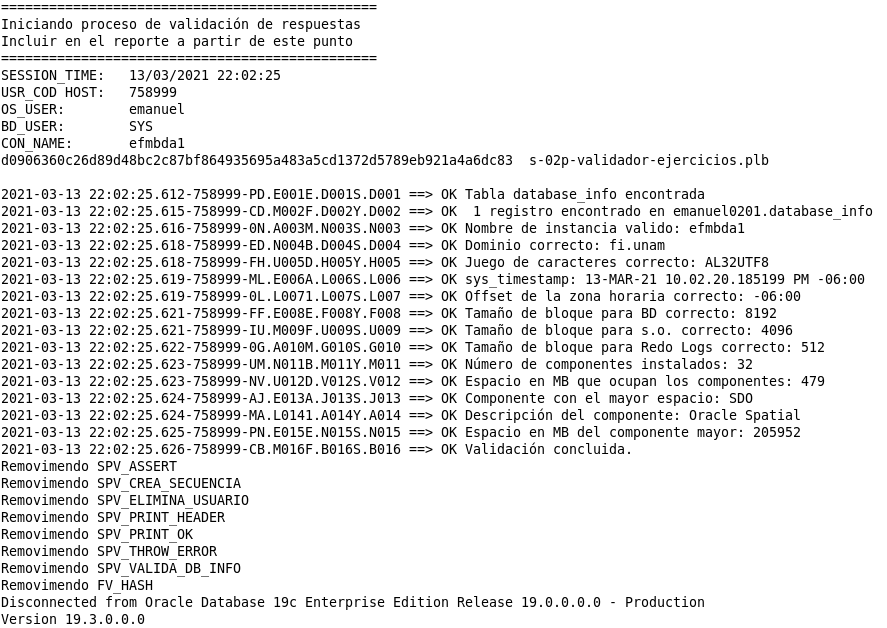 ===============================================
Iniciando proceso de validación de respuestas
Incluir en el reporte a partir de este punto
===============================================
SESSION_TIME:   13/03/2021 22:02:25
USR_COD HOST:   758999
OS_USER:        emanuel
BD_USER:        SYS
CON_NAME:       efmbda1
d0906360c26d89d48bc2c87bf864935695a483a5cd1372d5789eb921a4a6dc83  s-02p-validador-ejercicios.plb
2021-03-13 22:02:25.612-758999-PD.E001E.D001S.D001 ==> OK Tabla database_info encontrada
2021-03-13 22:02:25.615-758999-CD.M002F.D002Y.D002 ==> OK  1 registro encontrado en emanuel0201.database_info
2021-03-13 22:02:25.616-758999-0N.A003M.N003S.N003 ==> OK Nombre de instancia valido: efmbda1
2021-03-13 22:02:25.618-758999-ED.N004B.D004S.D004 ==> OK Dominio correcto: fi.unam
2021-03-13 22:02:25.618-758999-FH.U005D.H005Y.H005 ==> OK Juego de caracteres correcto: AL32UTF8
2021-03-13 22:02:25.619-758999-ML.E006A.L006S.L006 ==> OK sys_timestamp: 13-MAR-21 10.02.20.185199 PM -06:00
2021-03-13 22:02:25.619-758999-0L.L0071.L007S.L007 ==> OK Offset de la zona horaria correcto: -06:00
2021-03-13 22:02:25.621-758999-FF.E008E.F008Y.F008 ==> OK Tamaño de bloque para BD correcto: 8192
2021-03-13 22:02:25.621-758999-IU.M009F.U009S.U009 ==> OK Tamaño de bloque para s.o. correcto: 4096
2021-03-13 22:02:25.622-758999-0G.A010M.G010S.G010 ==> OK Tamaño de bloque para Redo Logs correcto: 512
2021-03-13 22:02:25.623-758999-UM.N011B.M011Y.M011 ==> OK Número de componentes instalados: 32
2021-03-13 22:02:25.623-758999-NV.U012D.V012S.V012 ==> OK Espacio en MB que ocupan los componentes: 479
2021-03-13 22:02:25.624-758999-AJ.E013A.J013S.J013 ==> OK Componente con el mayor espacio: SDO
2021-03-13 22:02:25.624-758999-MA.L0141.A014Y.A014 ==> OK Descripción del componente: Oracle Spatial
2021-03-13 22:02:25.625-758999-PN.E015E.N015S.N015 ==> OK Espacio en MB del componente mayor: 205952
2021-03-13 22:02:25.626-758999-CB.M016F.B016S.B016 ==> OK Validación concluida.
Removimendo SPV_ASSERT
Removimendo SPV_CREA_SECUENCIA
Removimendo SPV_ELIMINA_USUARIO
Removimendo SPV_PRINT_HEADER
Removimendo SPV_PRINT_OK
Removimendo SPV_THROW_ERROR
Removimendo SPV_VALIDA_DB_INFO
Removimendo FV_HASH
Disconnected from Oracle Database 19c Enterprise Edition Release 19.0.0.0.0 - Production
Version 19.3.0.0.0